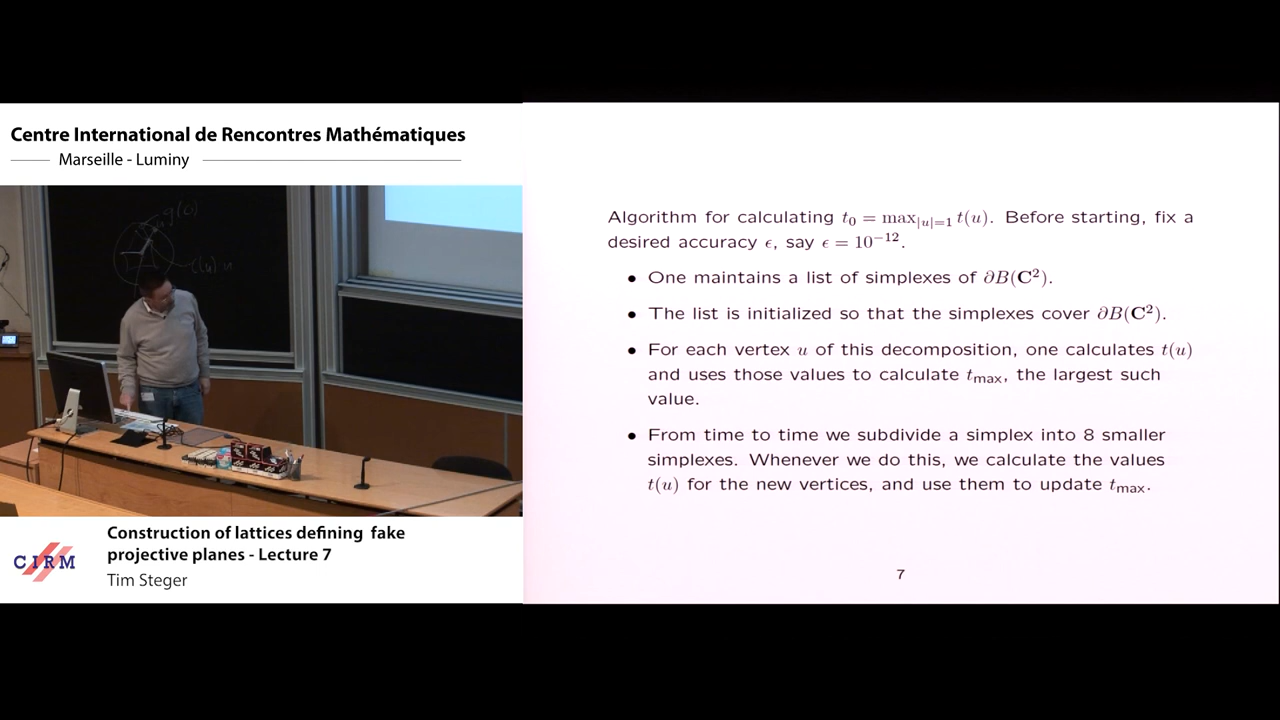 Centre International de Rencontres Mathématiques
Marseille - Luminy
g(0)
Construction of lattices defining fake
projective planes - Lecture 7
Tim Steger
CIRM
Algorithm for calculating t₀ = max|u|=1 t(u). Before starting, fix a
desired accuracy ϵ, say ϵ = 10⁻¹².
• One maintains a list of simplexes of ∂B(C²).
• The list is initialized so that the simplexes cover ∂B(C²).
• For each vertex u of this decomposition, one calculates t(u)
and uses those values to calculate tmax, the largest such
value.
• From time to time we subdivide a simplex into 8 smaller
simplexes. Whenever we do this, we calculate the values
t(u) for the new vertices, and use them to update tmax.
7